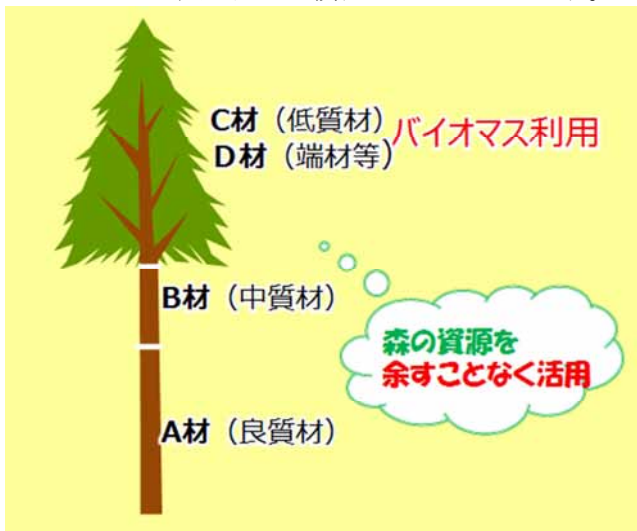 C材（低質材）
D材（端材等）
バイオマス利用
B材（中質材）
森の資源を
余すことなく活用
A材（良質材）